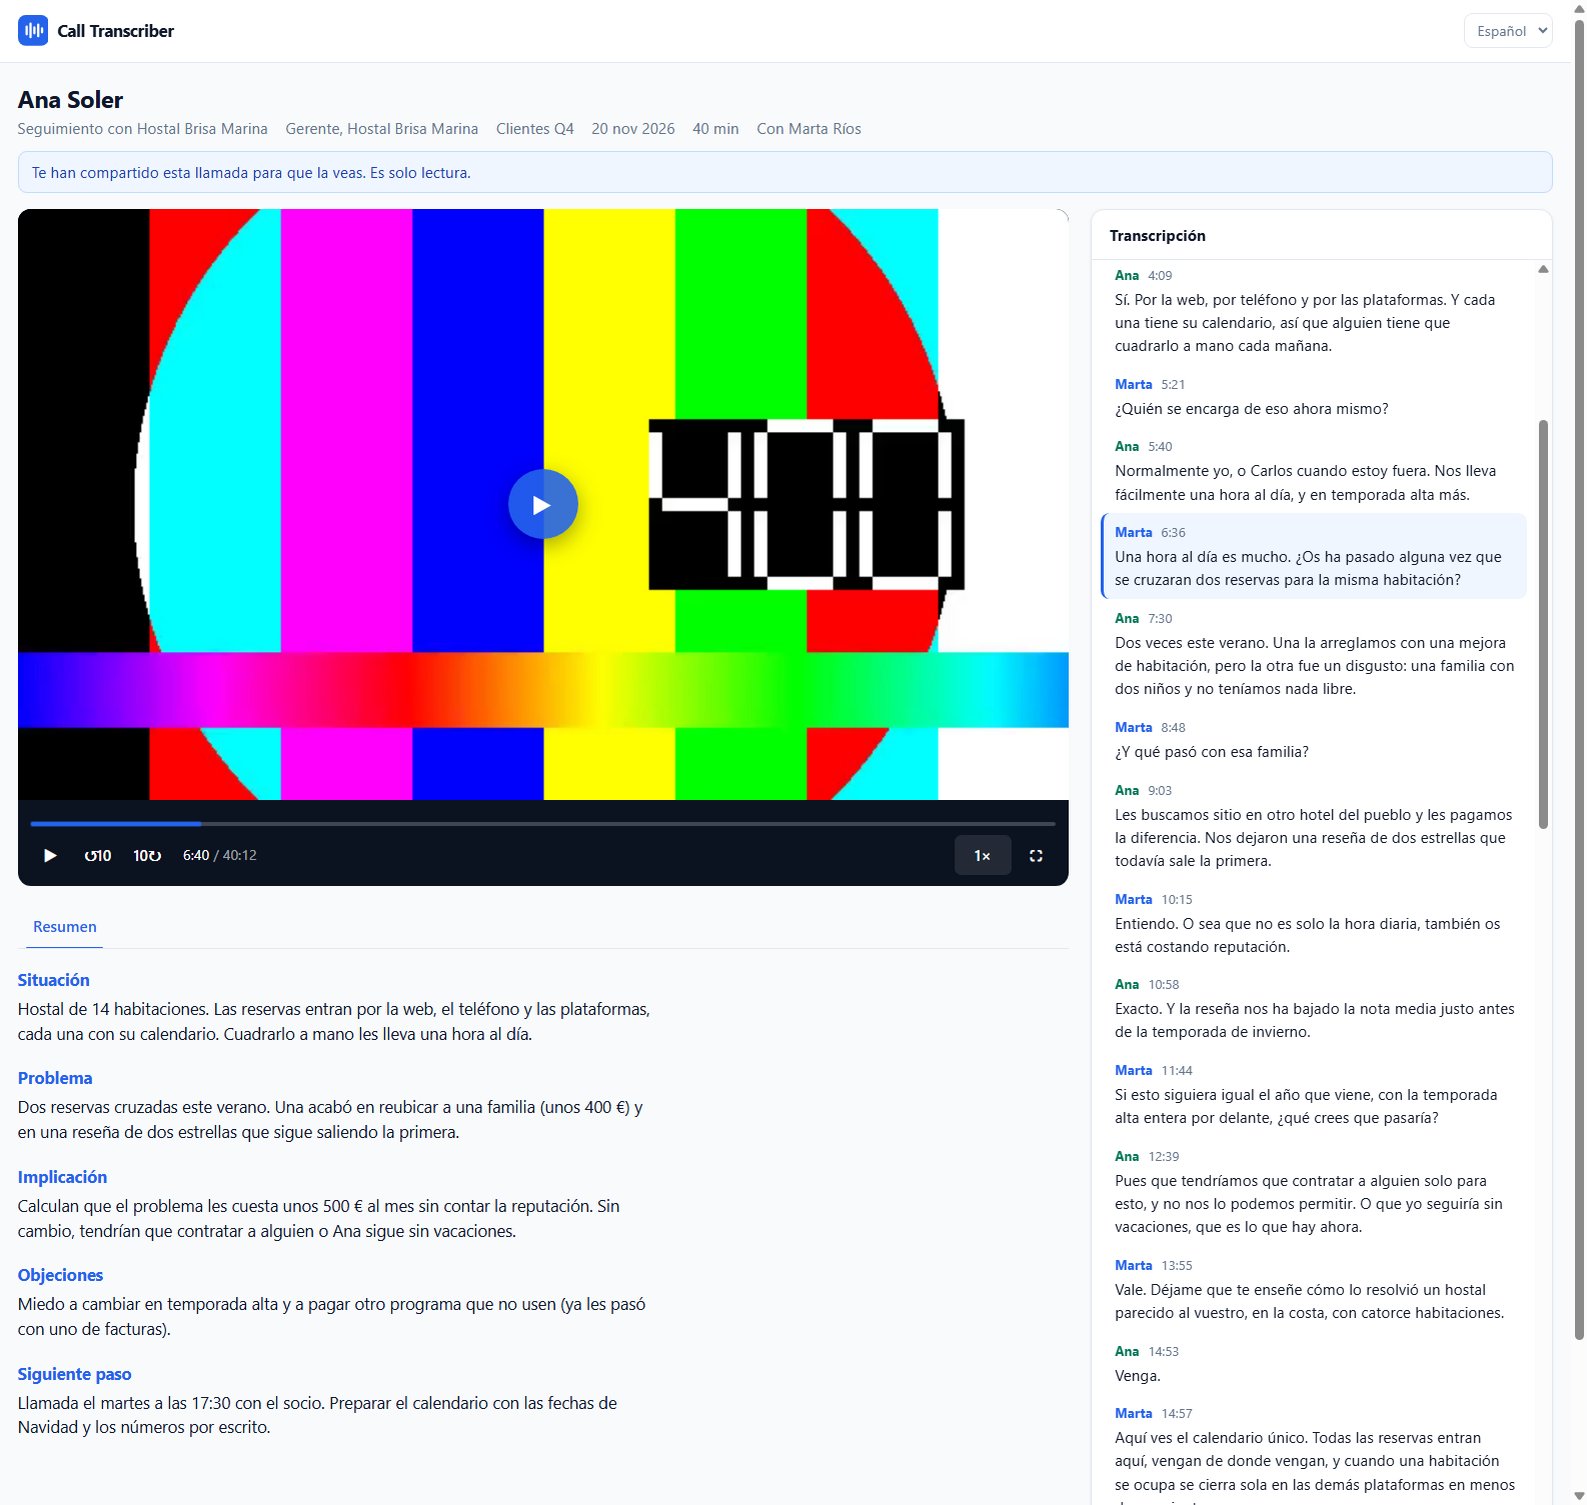 Call Transcriber
Español
Ana Soler
Seguimiento con Hostal Brisa Marina Gerente, Hostal Brisa Marina Clientes Q4 20 nov 2026 40 min Con Marta Ríos
Te han compartido esta llamada para que la veas. Es solo lectura.
400
10
10
6:40 / 40:12
1×
Resumen
Situación
Hostal de 14 habitaciones. Las reservas entran por la web, el teléfono y las plataformas,
cada una con su calendario. Cuadrarlo a mano les lleva una hora al día.
Problema
Dos reservas cruzadas este verano. Una acabó en reubicar a una familia (unos 400 €) y
en una reseña de dos estrellas que sigue saliendo la primera.
Implicación
Calculan que el problema les cuesta unos 500 € al mes sin contar la reputación. Sin
cambio, tendrían que contratar a alguien o Ana sigue sin vacaciones.
Objeciones
Miedo a cambiar en temporada alta y a pagar otro programa que no usen (ya les pasó
con uno de facturas).
Siguiente paso
Llamada el martes a las 17:30 con el socio. Preparar el calendario con las fechas de
Navidad y los números por escrito.
Transcripción
Ana 4:09
Sí. Por la web, por teléfono y por las plataformas. Y cada
una tiene su calendario, así que alguien tiene que
cuadrarlo a mano cada mañana.
Marta 5:21
¿Quién se encarga de eso ahora mismo?
Ana 5:40
Normalmente yo, o Carlos cuando estoy fuera. Nos lleva
fácilmente una hora al día, y en temporada alta más.
Marta 6:36
Una hora al día es mucho. ¿Os ha pasado alguna vez que
se cruzaran dos reservas para la misma habitación?
Ana 7:30
Dos veces este verano. Una la arreglamos con una mejora
de habitación, pero la otra fue un disgusto: una familia con
dos niños y no teníamos nada libre.
Marta 8:48
¿Y qué pasó con esa familia?
Ana 9:03
Les buscamos sitio en otro hotel del pueblo y les pagamos
la diferencia. Nos dejaron una reseña de dos estrellas que
todavía sale la primera.
Marta 10:15
Entiendo. O sea que no es solo la hora diaria, también os
está costando reputación.
Ana 10:58
Exacto. Y la reseña nos ha bajado la nota media justo antes
de la temporada de invierno.
Marta 11:44
Si esto siguiera igual el año que viene, con la temporada
alta entera por delante, ¿qué crees que pasaría?
Ana 12:39
Pues que tendríamos que contratar a alguien solo para
esto, y no nos lo podemos permitir. O que yo seguiría sin
vacaciones, que es lo que hay ahora.
Marta 13:55
Vale. Déjame que te enseñe cómo lo resolvió un hostal
parecido al vuestro, en la costa, con catorce habitaciones.
Ana 14:53
Venga.
Marta 14:57
Aquí ves el calendario único. Todas las reservas entran
aquí, vengan de donde vengan, y cuando una habitación
se ocupa se cierra sola en las demás plataformas en menos